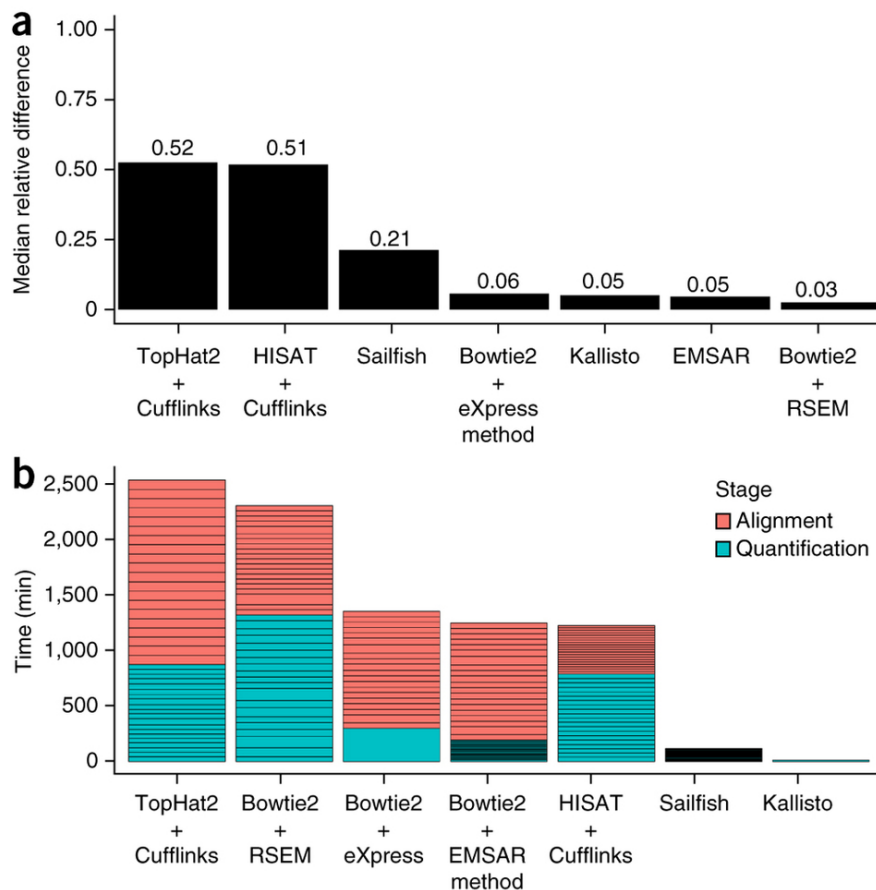 a
Median relative difference
1.00
0.75
0.50
0.25
0
0.52
0.51
0.21
0.06
0.05
0.05
0.03
TopHat2
+
Cufflinks
HISAT
+
Cufflinks
Sailfish
Bowtie2
+
eXpress
method
Kallisto
EMSAR
Bowtie2
+
RSEM
b
Time (min)
2,500
2,000
1,500
1,000
500
0
Stage
Alignment
Quantification
TopHat2
+
Cufflinks
Bowtie2
+
RSEM
Bowtie2
+
eXpress
Bowtie2
+
EMSAR
method
HISAT
+
Cufflinks
Sailfish
Kallisto